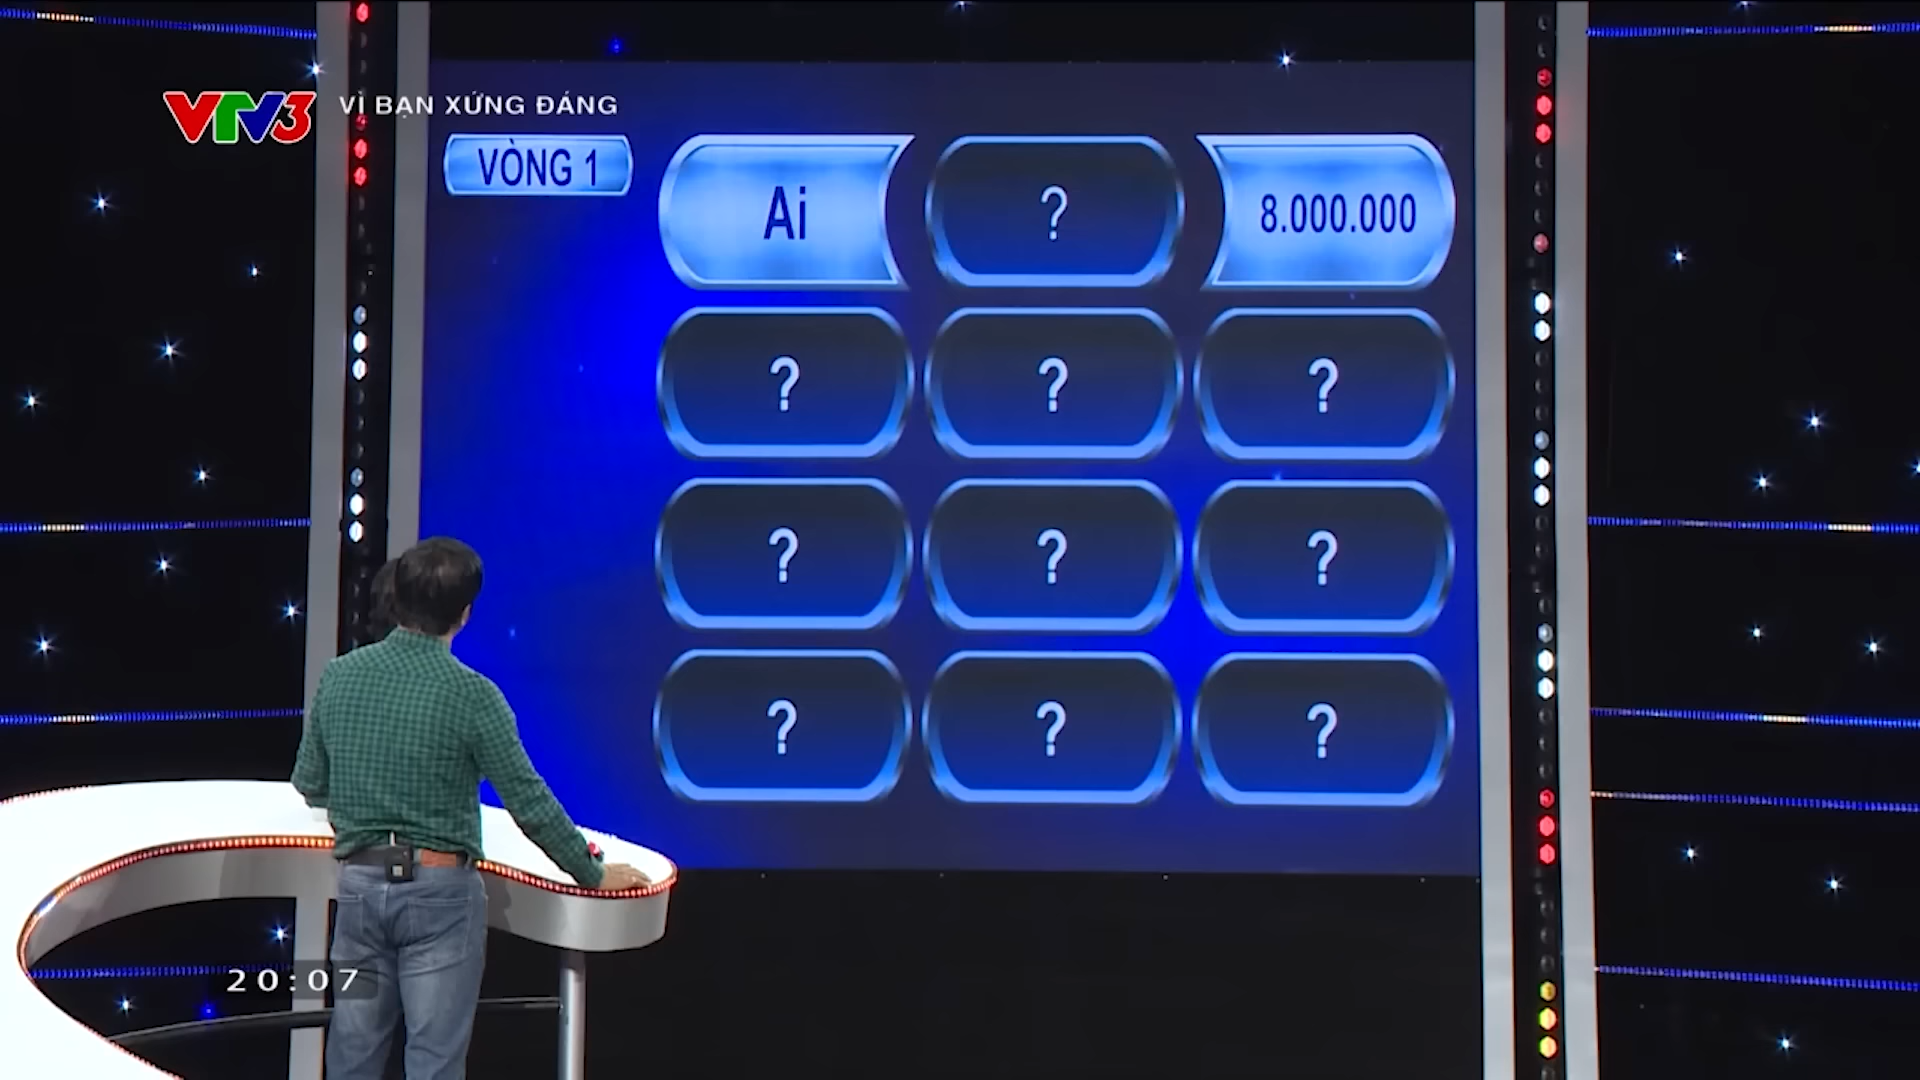 VTV3 VÌ BẠN XỨNG ĐÁNG
VÒNG 1
Ai ? 8.000.000
? ? ?
? ? ?
? ? ?
20:07